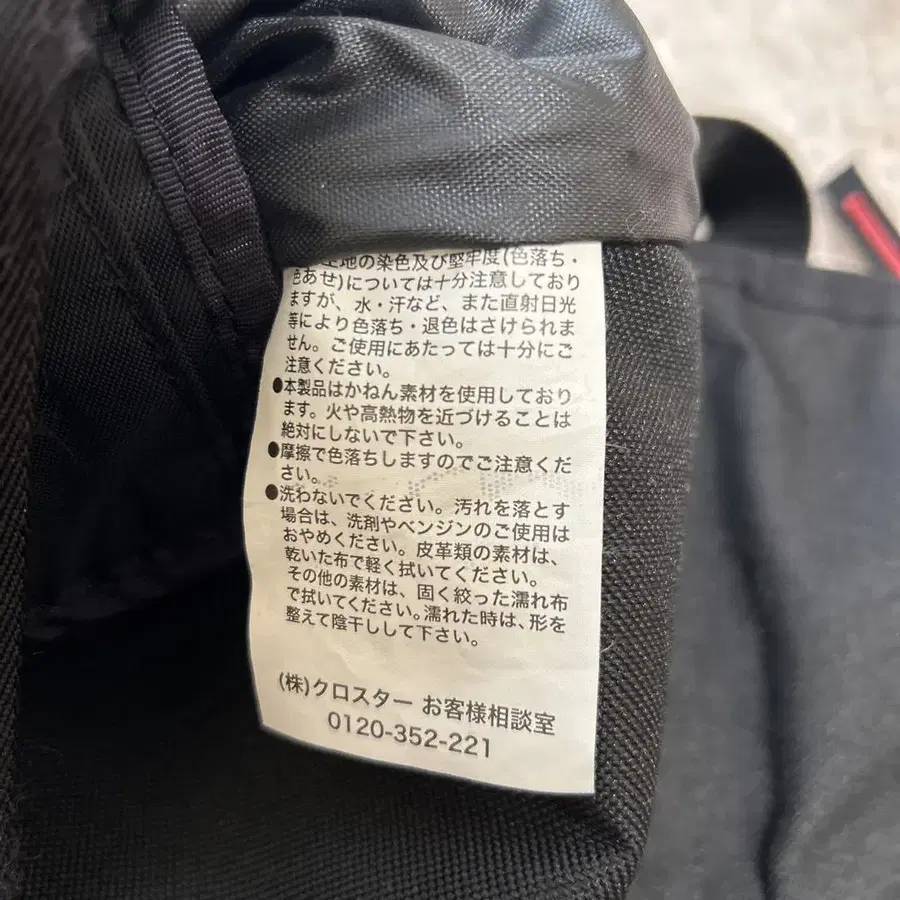 生地の染色及び堅牢度(色落ち・
色あせ)については十分注意しており
ますが、水・汗など、また直射日光
等により色落ち・退色はさけられま
せん。ご使用にあたっては十分にご
注意ください。
●本製品はかねん素材を使用しており
ます。火や高熱物を近づけることは
絶対にしないで下さい。
●摩擦で色落ちしますのでご注意くだ
さい。
●洗わないでください。汚れを落とす
場合は、洗剤やベンジンのご使用は
おやめください。皮革類の素材は、
乾いた布で軽く拭いてください。
その他の素材は、固く絞った濡れ布
で拭いてください。濡れた時は、形を
整えて陰干しして下さい。
(株)クロスター お客様相談室
0120-352-221